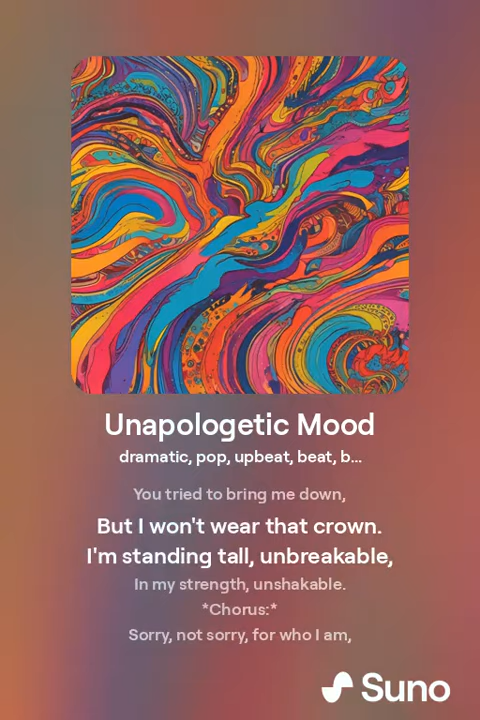 Unapologetic Mood
dramatic, pop, upbeat, beat, b...
You tried to bring me down,
But I won't wear that crown.
I'm standing tall, unbreakable,
In my strength, unshakable.
*Chorus:*
Sorry, not sorry, for who I am,
Suno